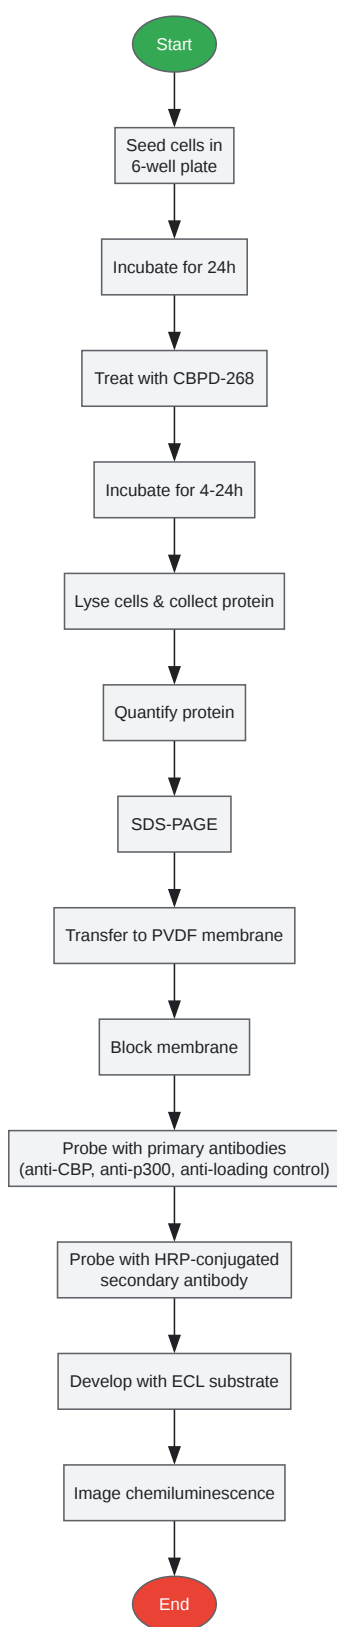 Start
Seed cells in
6-well plate
Incubate for 24h
Treat with CBPD-268
Incubate for 4-24h
Lyse cells & collect protein
Quantify protein
SDS-PAGE
Transfer to PVDF membrane
Block membrane
Probe with primary antibodies
(anti-CBP, anti-p300, anti-loading control)
Probe with HRP-conjugated
secondary antibody
Develop with ECL substrate
Image chemiluminescence
End